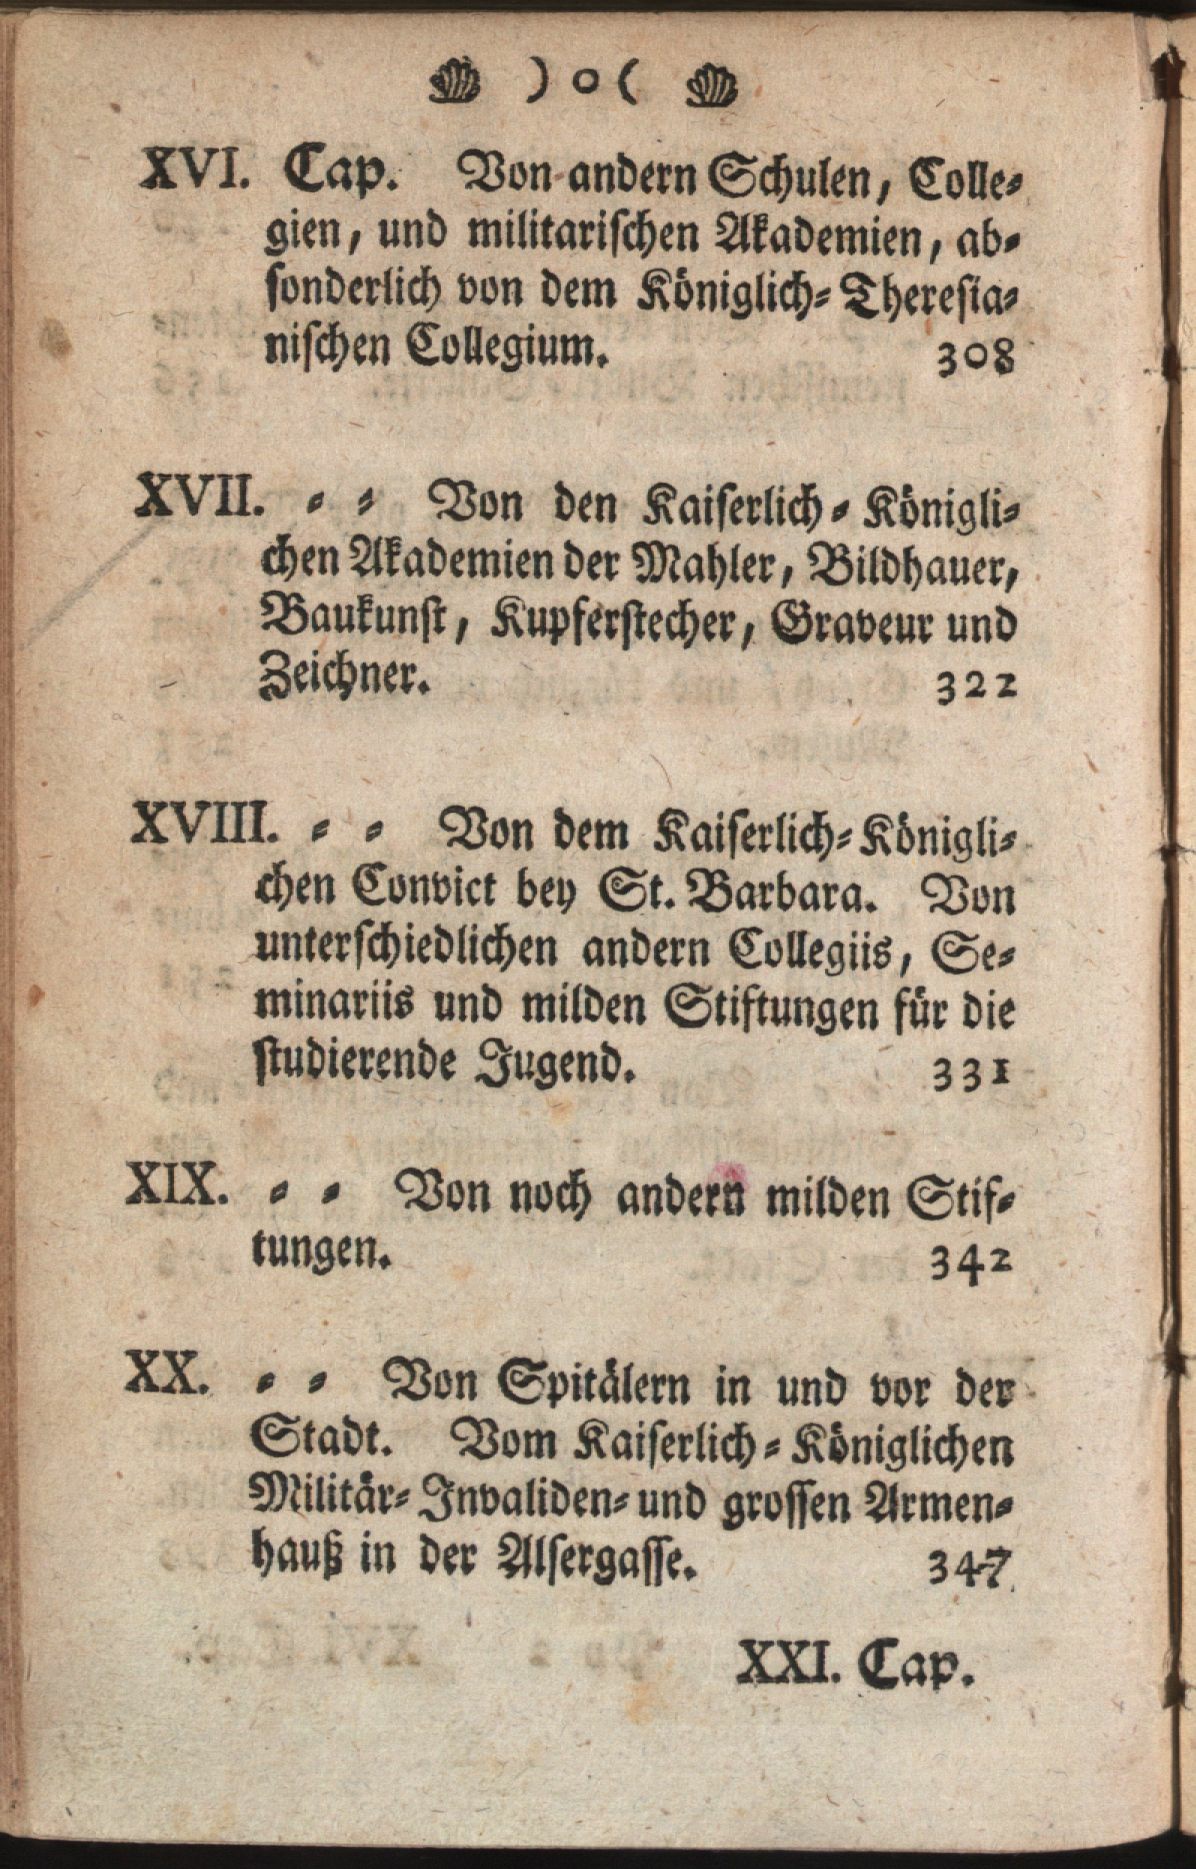 ) o (
XVI. Cap. Von andern Schulen, Colle-
gien, und militarischen Akademien, ab-
sonderlich von dem Königlich-Theresia-
nischen Collegium. 308
XVII. - - Von den Kaiserlich-Königli-
chen Akademien der Mahler, Bildhauer,
Baukunst, Kupferstecher, Graveur und
Zeichner. 322
XVIII. - - Von dem Kaiserlich-Königli-
chen Convict bey St. Barbara. Von
unterschiedlichen andern Collegiis, Se-
minariis und milden Stiftungen für die
studierende Jugend. 331
XIX. - - Von noch andern milden Stif-
tungen. 342
XX. - - Von Spitälern in und vor der
Stadt. Vom Kaiserlich-Königlichen
Militär-Invaliden-und grossen Armen-
hauß in der Alsergasse. 347
XXI. Cap.